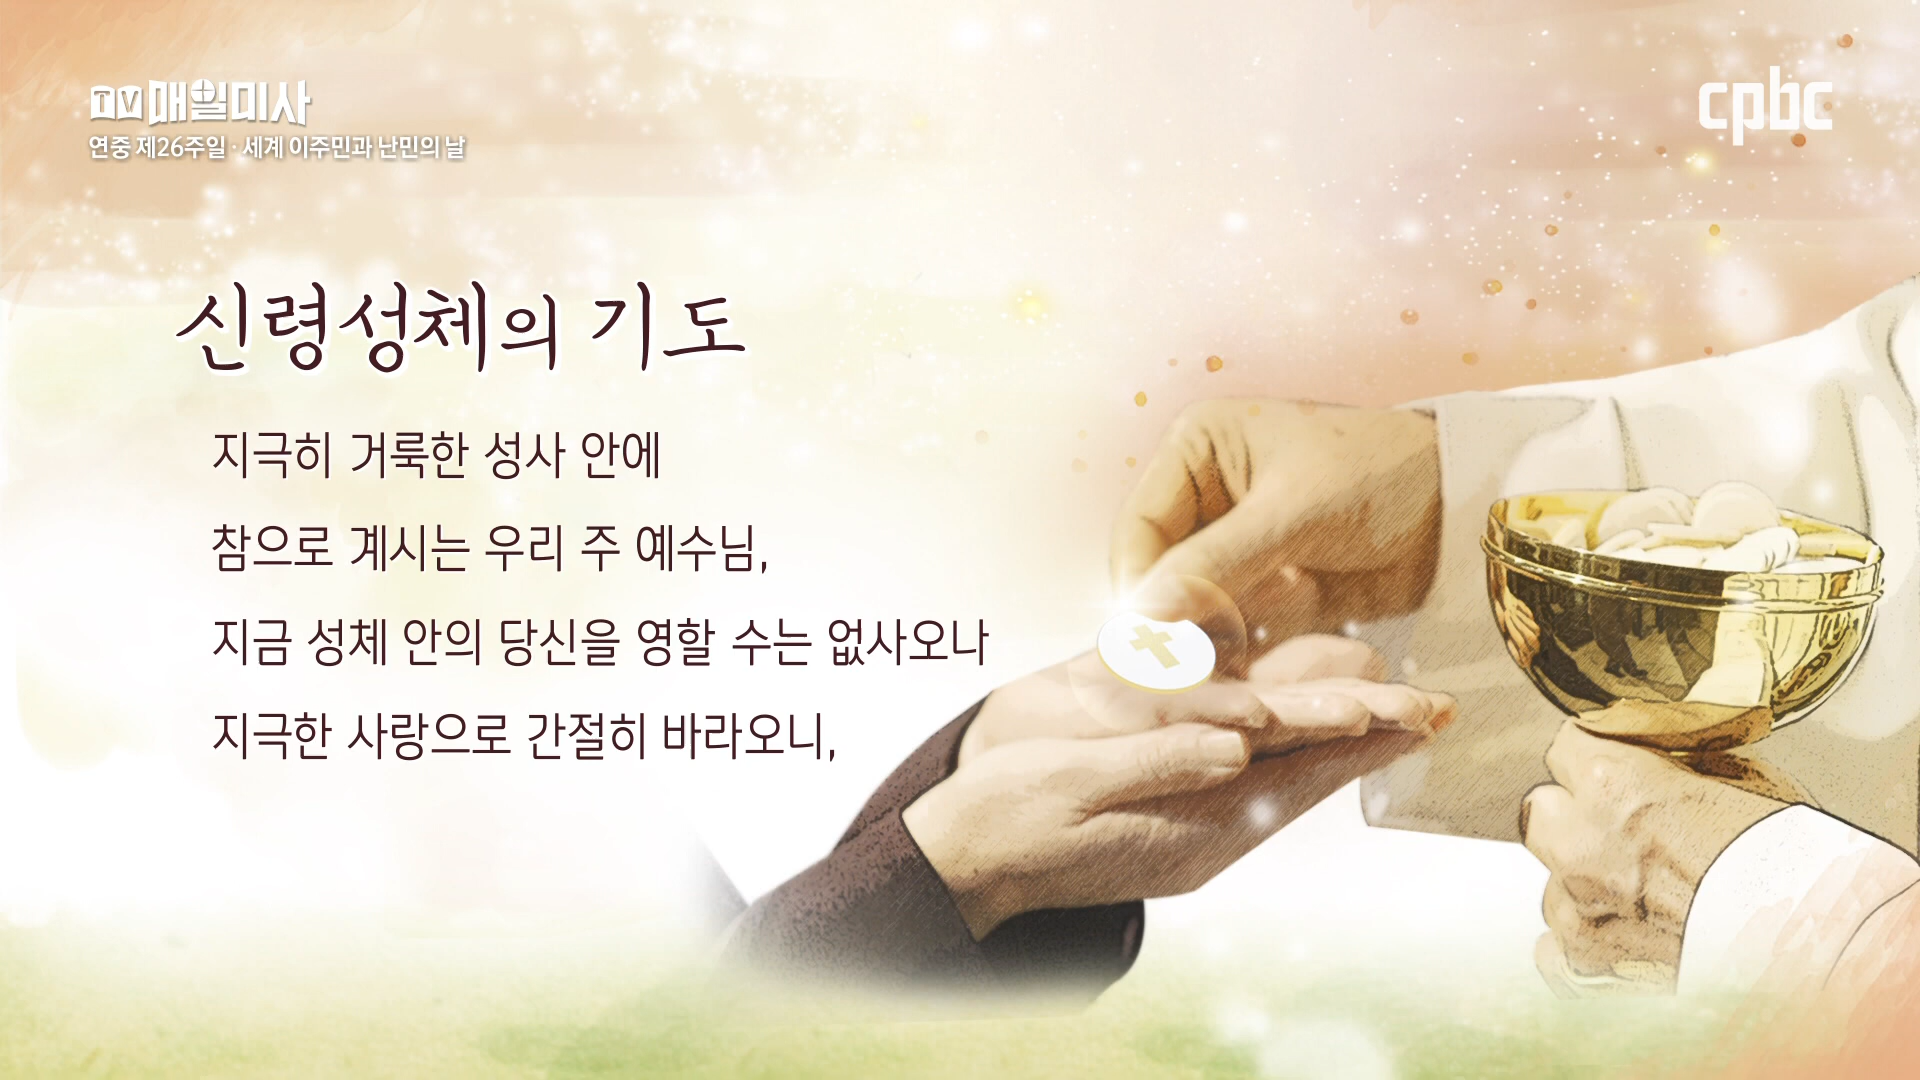 TV매일미사
연중 제26주일·세계 이주민과 난민의 날
cpbc
신령성체의 기도
지극히 거룩한 성사 안에
참으로 계시는 우리 주 예수님,
지금 성체 안의 당신을 영할 수는 없사오나
지극한 사랑으로 간절히 바라오니,